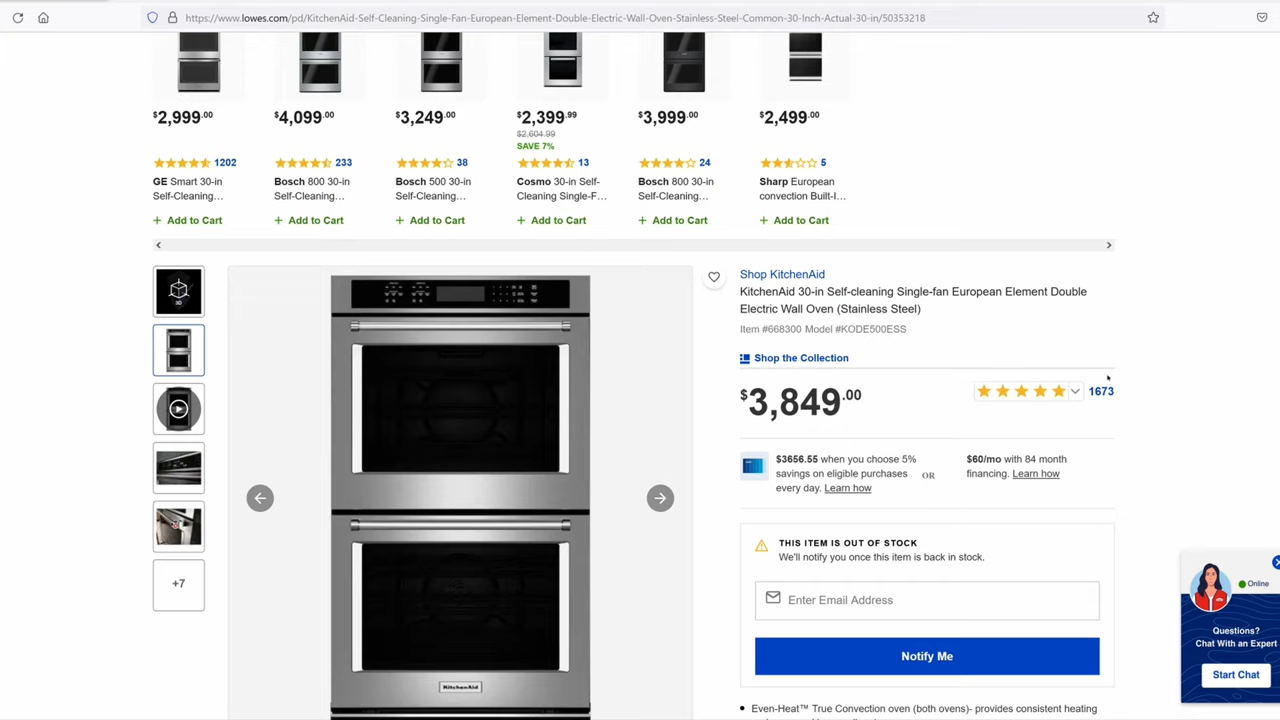 https://www.lowes.com/pd/KitchenAid-Self-Cleaning-Single-Fan-European-Element-Double-Electric-Wall-Oven-Stainless-Steel-Common-30-Inch-Actual-30-in/50353218
$2,999.00
$4,099.00
$3,249.00
$2,399.99
$3,999.00
$2,499.00
$2,604.99
SAVE 7%
1202
233
38
13
24
5
GE Smart 30-in
Self-Cleaning...
Bosch 800 30-in
Self-Cleaning...
Bosch 500 30-in
Self-Cleaning...
Cosmo 30-in Self-
Cleaning Single-F...
Bosch 800 30-in
Self-Cleaning...
Sharp European
convection Built-I...
+ Add to Cart
+ Add to Cart
+ Add to Cart
+ Add to Cart
+ Add to Cart
+ Add to Cart
3D
+7
KitchenAid
Shop KitchenAid
KitchenAid 30-in Self-cleaning Single-fan European Element Double
Electric Wall Oven (Stainless Steel)
Item #668300 Model #KODE500ESS
Shop the Collection
$3,849.00
1673
$3656.55 when you choose 5%
savings on eligible purchases
every day. Learn how
OR
$60/mo with 84 month
financing. Learn how
THIS ITEM IS OUT OF STOCK
We'll notify you once this item is back in stock.
Enter Email Address
Notify Me
Even-Heat™ True Convection oven (both ovens)- provides consistent heating
Online
Questions?
Chat With an Expert
Start Chat